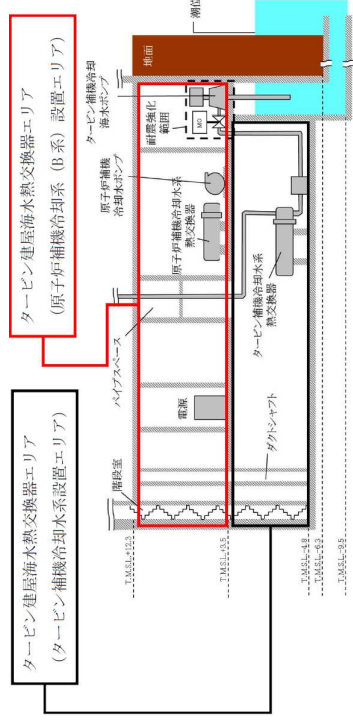 タービン建屋海水熱交換器エリア
(タービン補機冷却水系設置エリア)
タービン建屋海水熱交換器エリア
(原子炉補機冷却系(B系)設置エリア)
階段室
パイプスペース
電源
ダクトシャフト
原子炉補機
冷却水ポンプ
原子炉補機冷却水系
熱交換器
タービン補機冷却水系
熱交換器
タービン補機冷却
海水ポンプ
耐震強化
範囲
MO
地面
潮位
T.M.S.L.+12.3
T.M.S.L.+3.5
T.M.S.L.-4.8
T.M.S.L.-6.3
T.M.S.L.-9.5